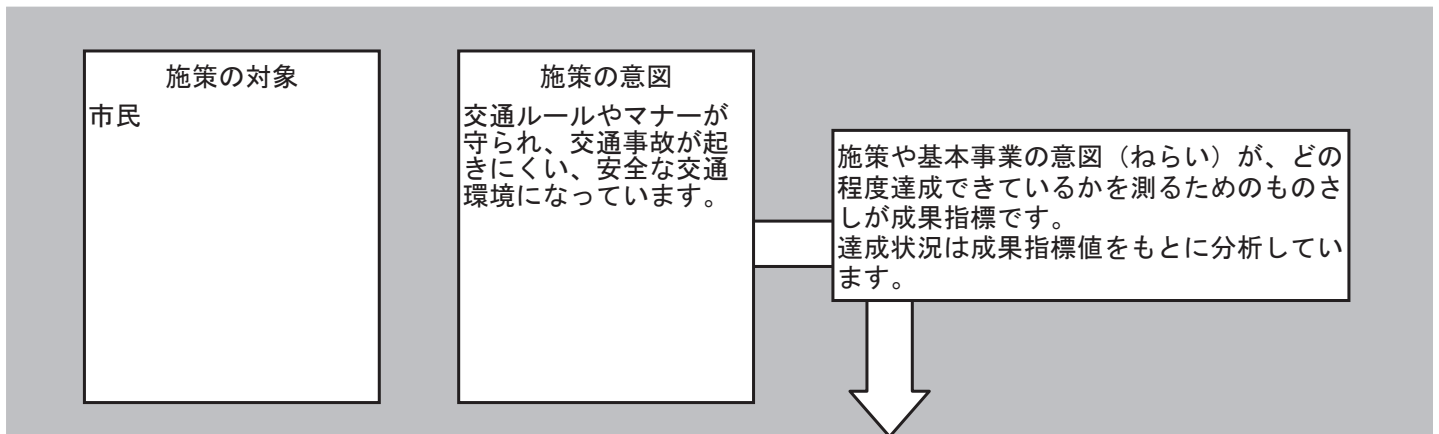 施策の対象
市民
施策の意図
交通ルールやマナーが
守られ、交通事故が起
きにくい、安全な交通
環境になっています。
施策や基本事業の意図（ねらい）が、どの
程度達成できているかを測るためのものさ
しが成果指標です。
達成状況は成果指標値をもとに分析してい
ます。